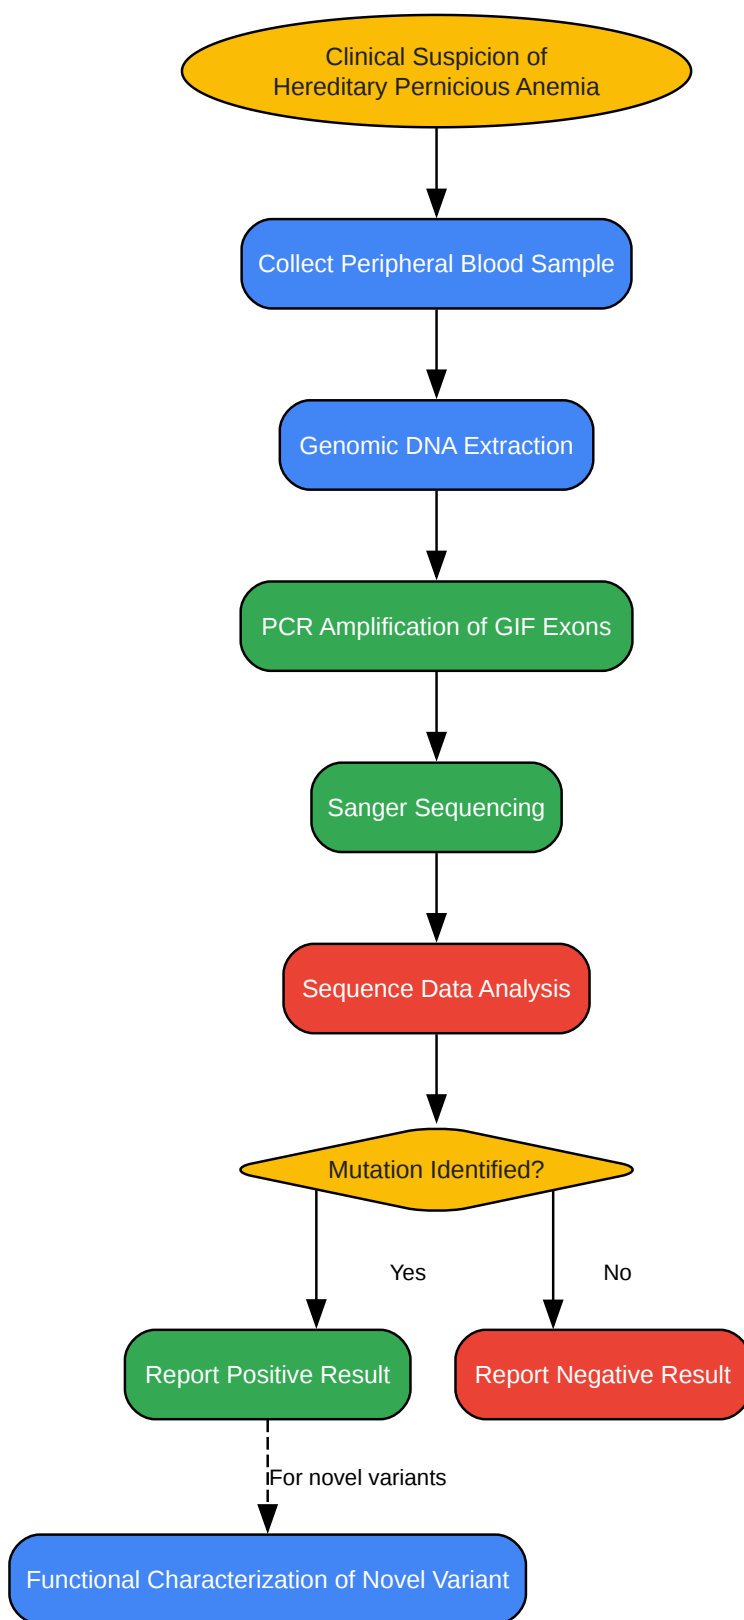 Clinical Suspicion of
Hereditary Pernicious Anemia
Collect Peripheral Blood Sample
Genomic DNA Extraction
PCR Amplification of GIF Exons
Sanger Sequencing
Sequence Data Analysis
Mutation Identified?
Yes
No
Report Positive Result
Report Negative Result
For novel variants
Functional Characterization of Novel Variant